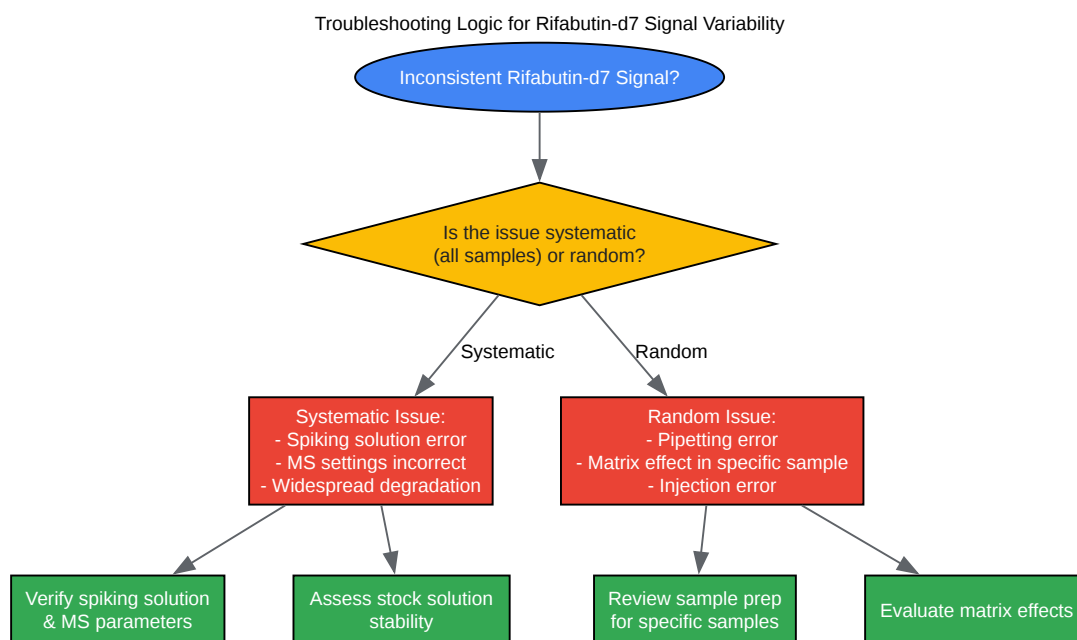 Troubleshooting Logic for Rifabutin-d7 Signal Variability
Inconsistent Rifabutin-d7 Signal?
Is the issue systematic
(all samples) or random?
Systematic
Random
Systematic Issue:
- Spiking solution error
- MS settings incorrect
- Widespread degradation
Random Issue:
- Pipetting error
- Matrix effect in specific sample
- Injection error
Verify spiking solution
& MS parameters
Assess stock solution
stability
Review sample prep
for specific samples
Evaluate matrix effects